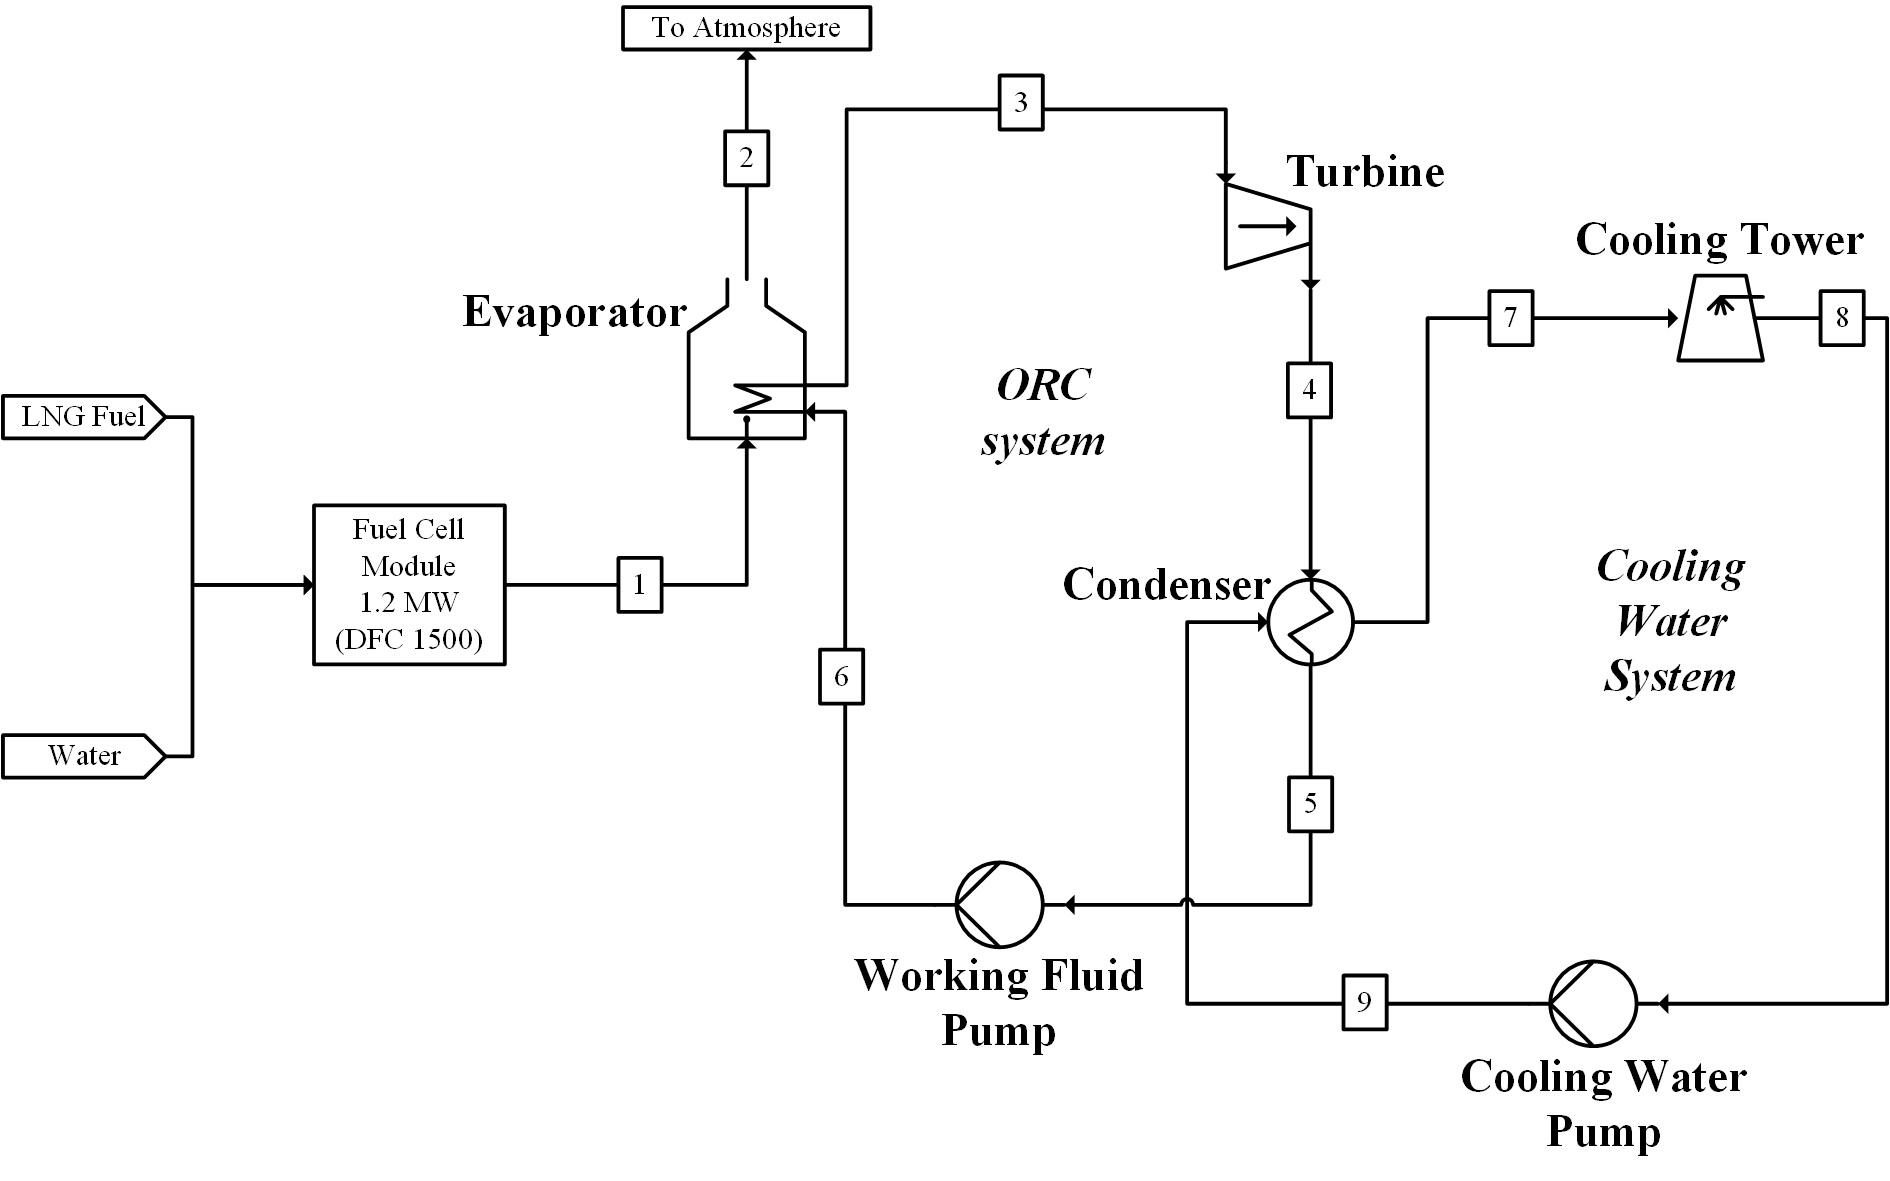 To Atmosphere
3
2
Turbine
Cooling Tower
Evaporator
7
8
ORC
system
4
LNG Fuel
Fuel Cell
Module
1.2 MW
(DFC 1500)
1
Condenser
Cooling
Water
System
6
Water
5
Working Fluid
Pump
9
Cooling Water
Pump